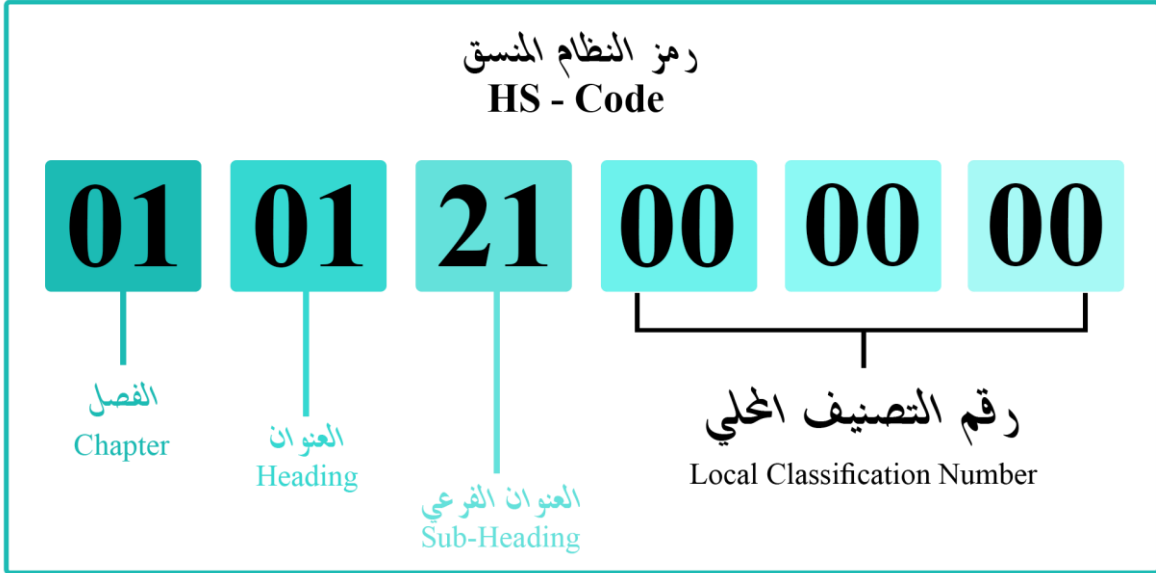 رمز النظام المنسق
HS - Code
01 01 21 00 00 00
الفصل
Chapter
العنوان
Heading
العنوان الفرعي
Sub-Heading
رقم التصنيف المحلي
Local Classification Number